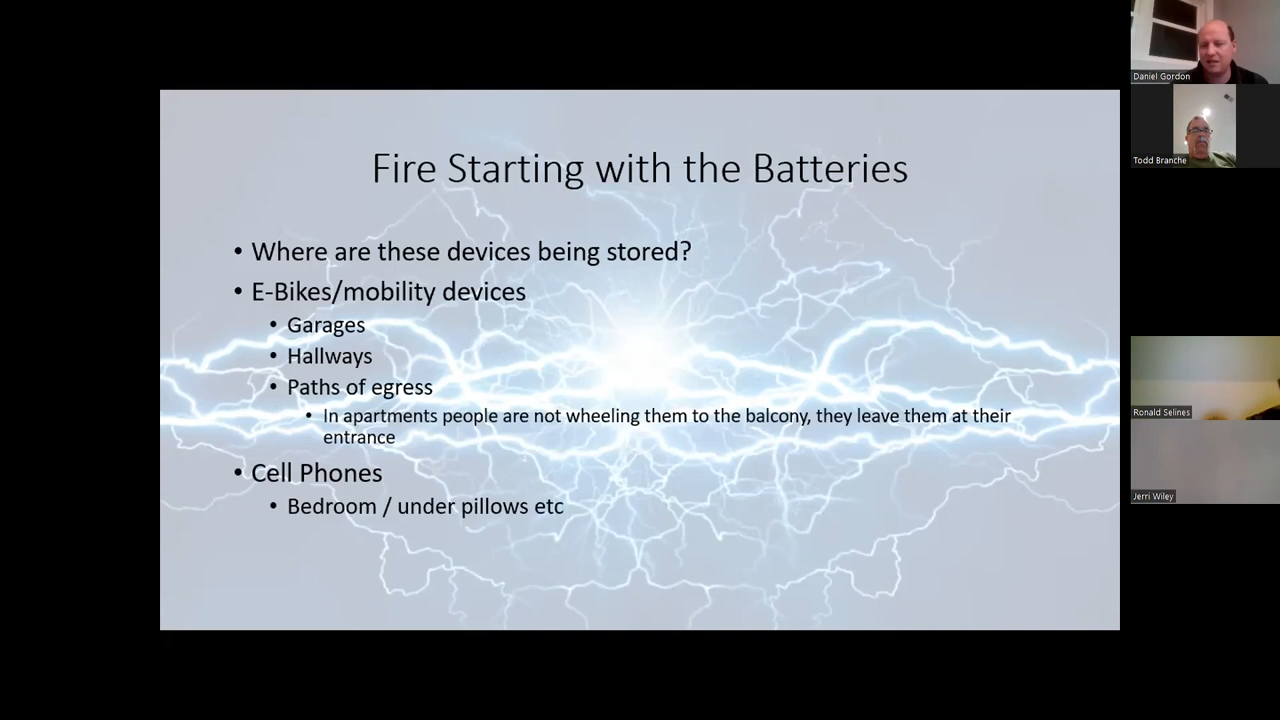 Fire Starting with the Batteries
• Where are these devices being stored?
• E-Bikes/mobility devices
• Garages
• Hallways
• Paths of egress
• In apartments people are not wheeling them to the balcony, they leave them at their
entrance
• Cell Phones
• Bedroom / under pillows etc
Daniel Gordon
Todd Branche
Ronald Selines
Jerri Wiley